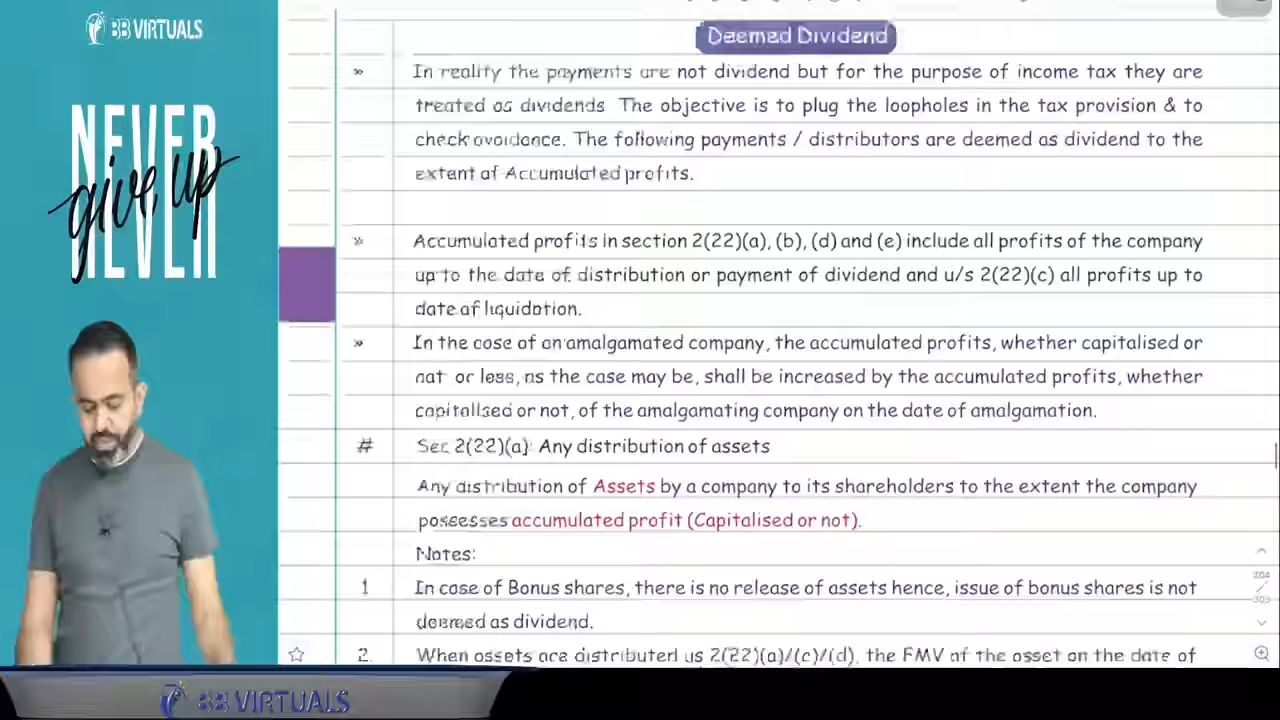 BB VIRTUALS
NEVER
give up
NEVER
Deemed Dividend
» In reality the payments are not dividend but for the purpose of income tax they are
treated as dividends. The objective is to plug the loopholes in the tax provision & to
check avoidance. The following payments / distributors are deemed as dividend to the
extent of Accumulated profits.
» Accumulated profits in section 2(22)(a), (b), (d) and (e) include all profits of the company
up to the date of distribution or payment of dividend and u/s 2(22)(c) all profits up to
date of liquidation.
» In the case of an amalgamated company, the accumulated profits, whether capitalised or
not or loss, as the case may be, shall be increased by the accumulated profits, whether
capitalised or not, of the amalgamating company on the date of amalgamation.
# Sec 2(22)(a) Any distribution of assets
Any distribution of Assets by a company to its shareholders to the extent the company
possesses accumulated profit (Capitalised or not).
Notes:
1 In case of Bonus shares, there is no release of assets hence, issue of bonus shares is not
deemed as dividend.
2. When assets are distributed us 2(22)(a)/(c)/(d), the FMV of the asset on the date of
204
/
303
BB VIRTUALS